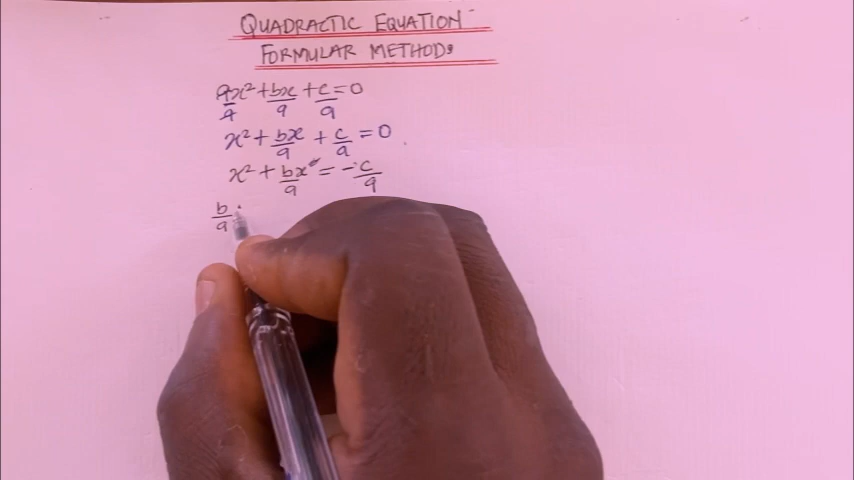 QUADRACTIC EQUATION
FORMULAR METHOD:
ax²/a + bx/a + c/a = 0
x² + bx/a + c/a = 0
x² + bx/a = -c/a
b/a